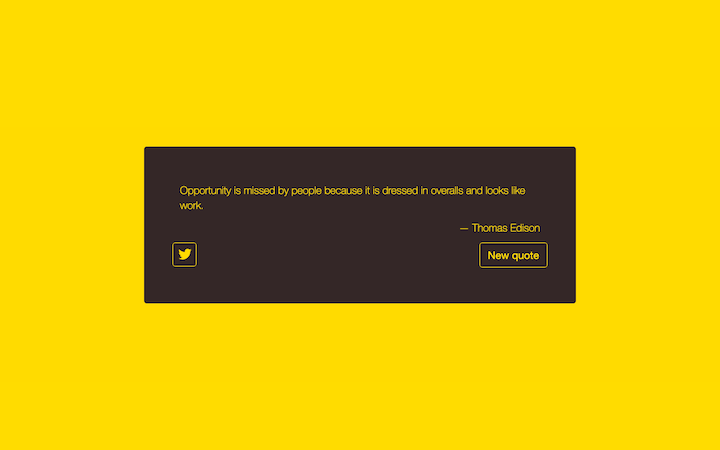 Opportunity is missed by people because it is dressed in overalls and looks like
work.
— Thomas Edison
New quote